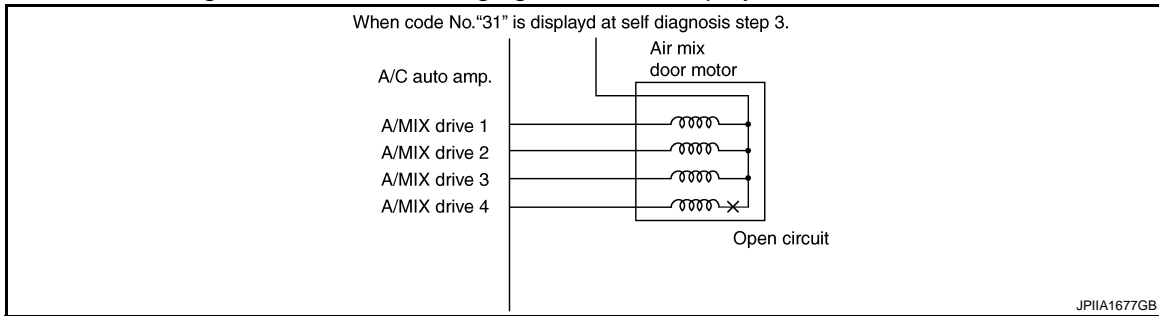 When code No.“31” is displayd at self diagnosis step 3.
Air mix
door motor
A/C auto amp.
A/MIX drive 1
A/MIX drive 2
A/MIX drive 3
A/MIX drive 4
Open circuit
JPIIA1677GB